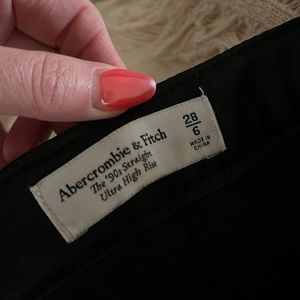 Abercrombie & Fitch
The '90s Straight
Ultra High Rise
28
6
MADE IN
CHINA